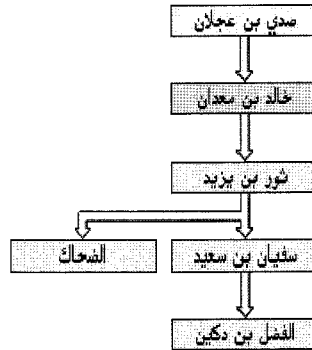 صدي بن عجلان
خالد بن معدان
ثور بن يزيد
سفيان بن سعيد
الضحاك
الفضل بن دكين